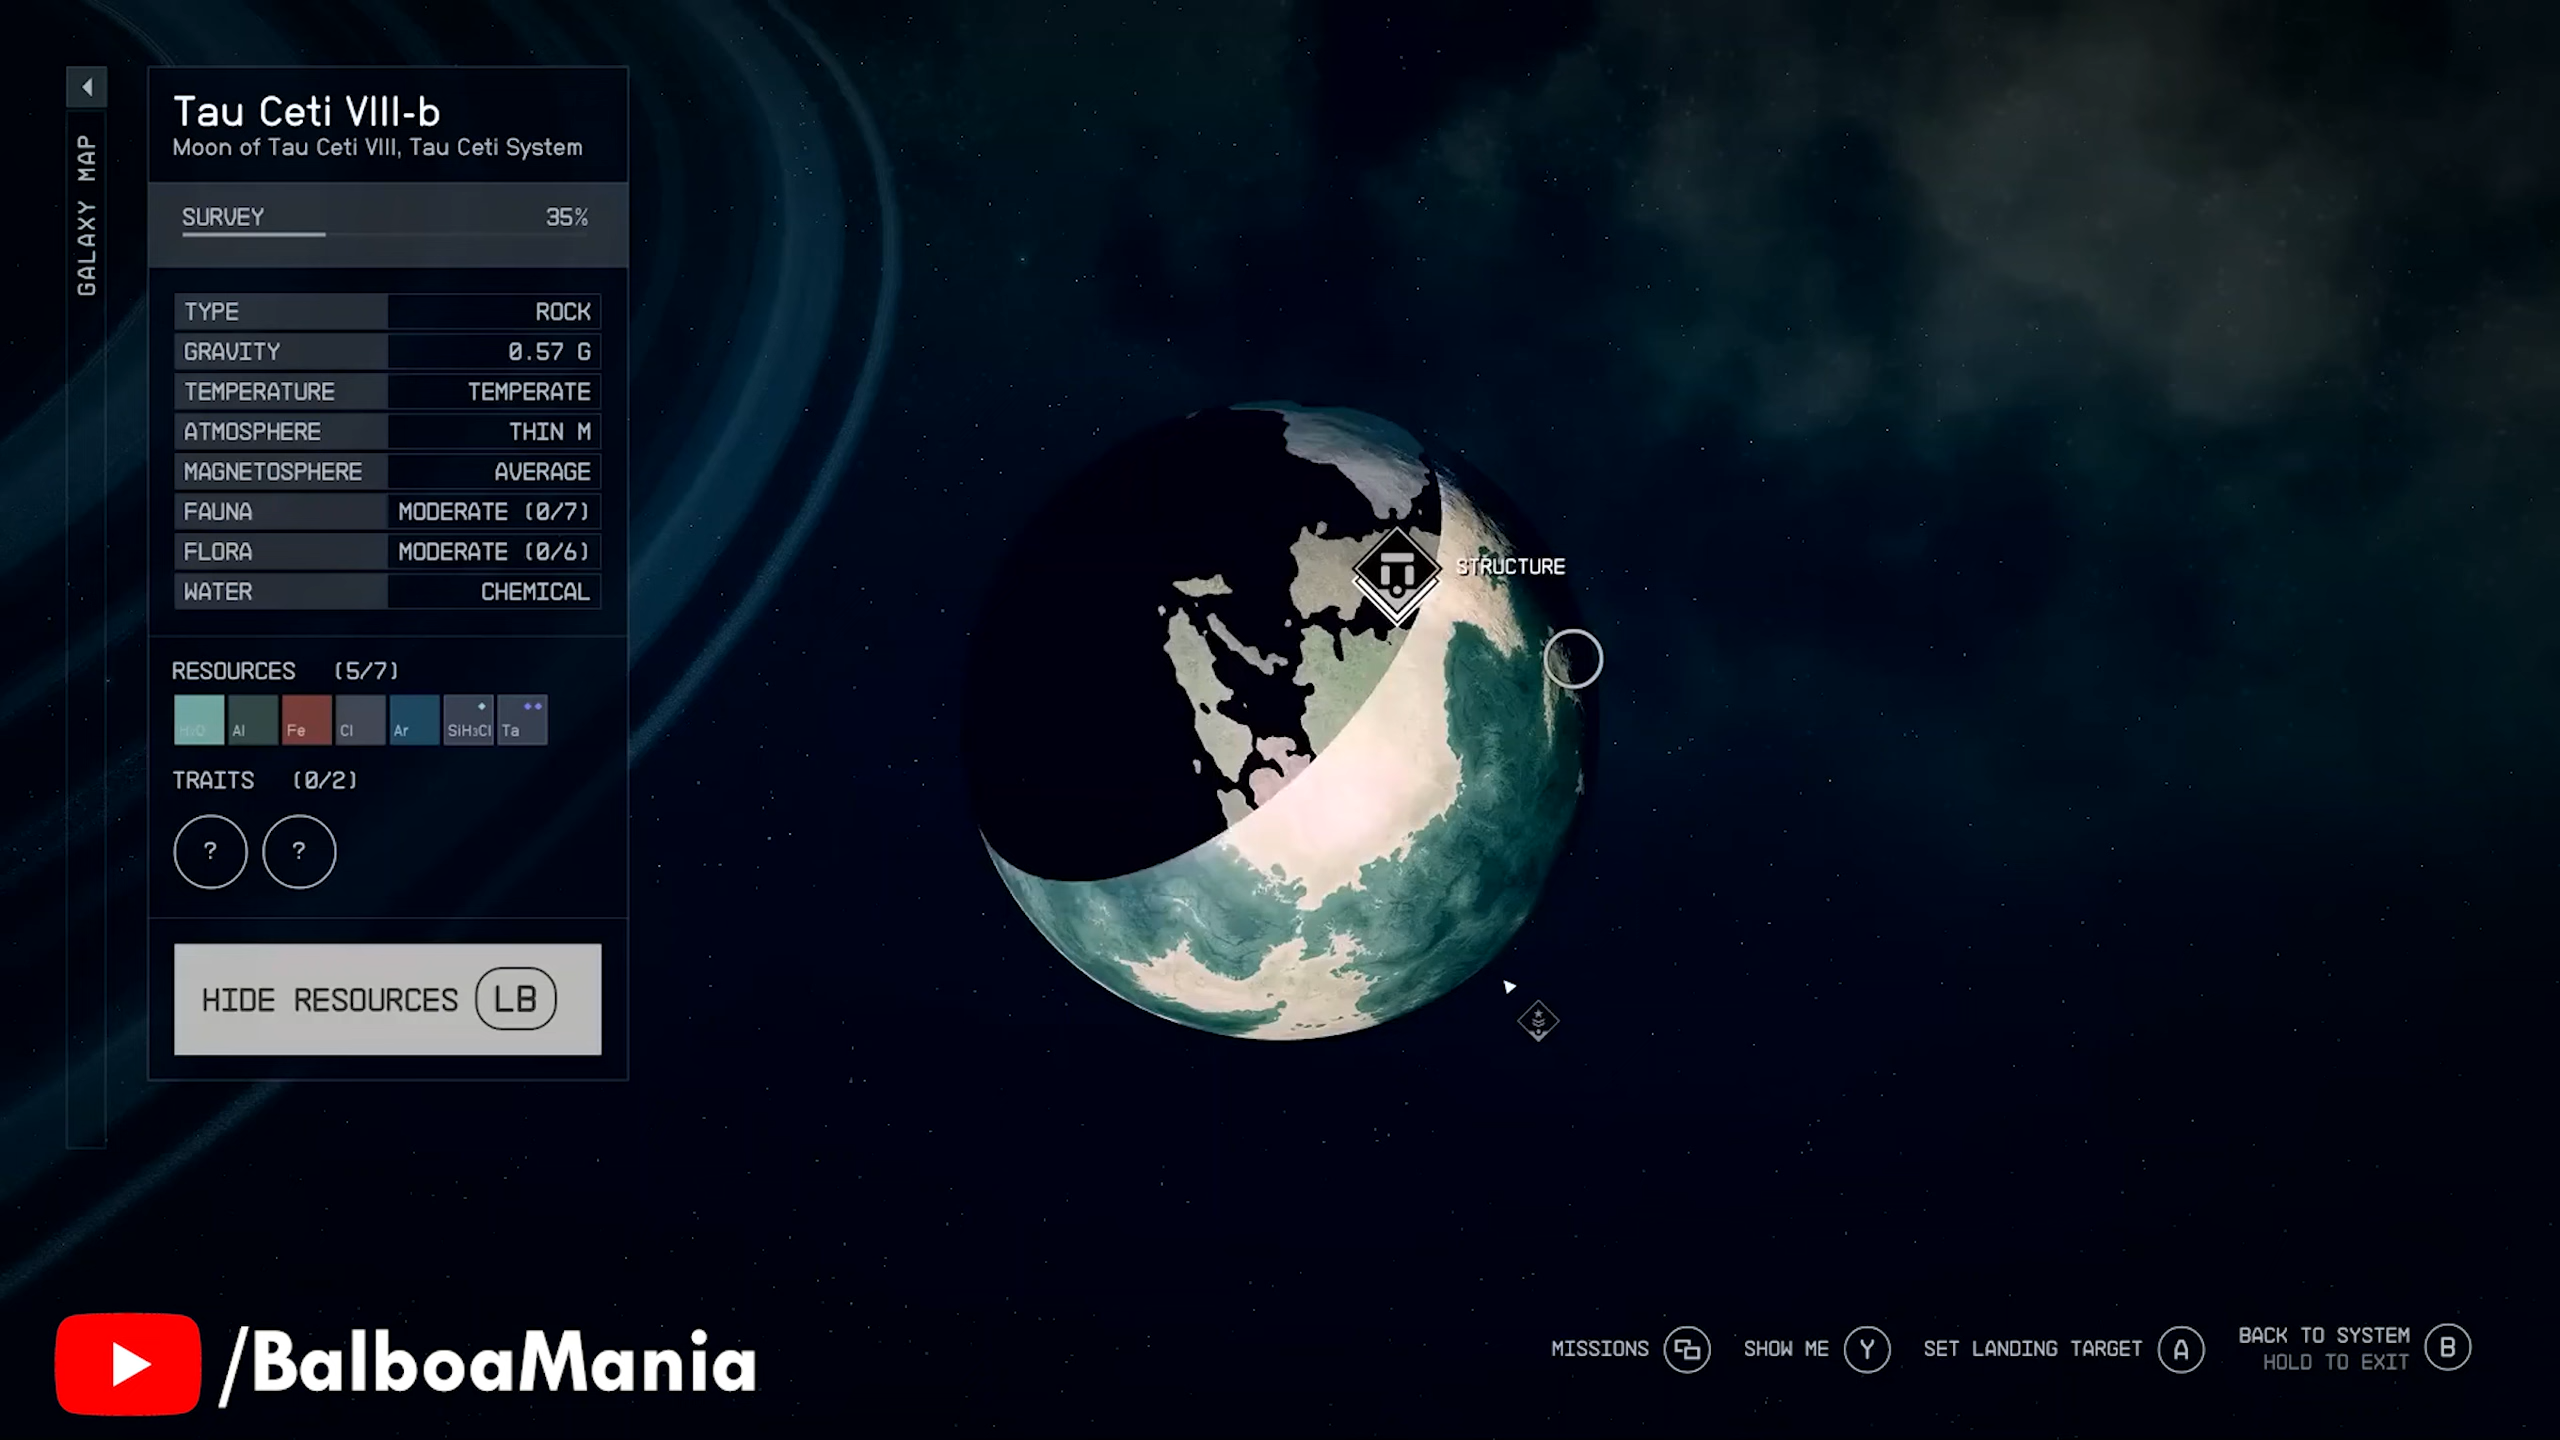 GALAXY MAP
Tau Ceti VIII-b
Moon of Tau Ceti VIII, Tau Ceti System
SURVEY 35%
TYPE ROCK
GRAVITY 0.57 G
TEMPERATURE TEMPERATE
ATMOSPHERE THIN M
MAGNETOSPHERE AVERAGE
FAUNA MODERATE (0/7)
FLORA MODERATE (0/6)
WATER CHEMICAL
RESOURCES (5/7)
H₂O Al Fe Cl Ar SiH₃Cl Ta
TRAITS (0/2)
? ?
HIDE RESOURCES LB
STRUCTURE
/BalboaMania
MISSIONS SHOW ME Y SET LANDING TARGET A BACK TO SYSTEM B
HOLD TO EXIT